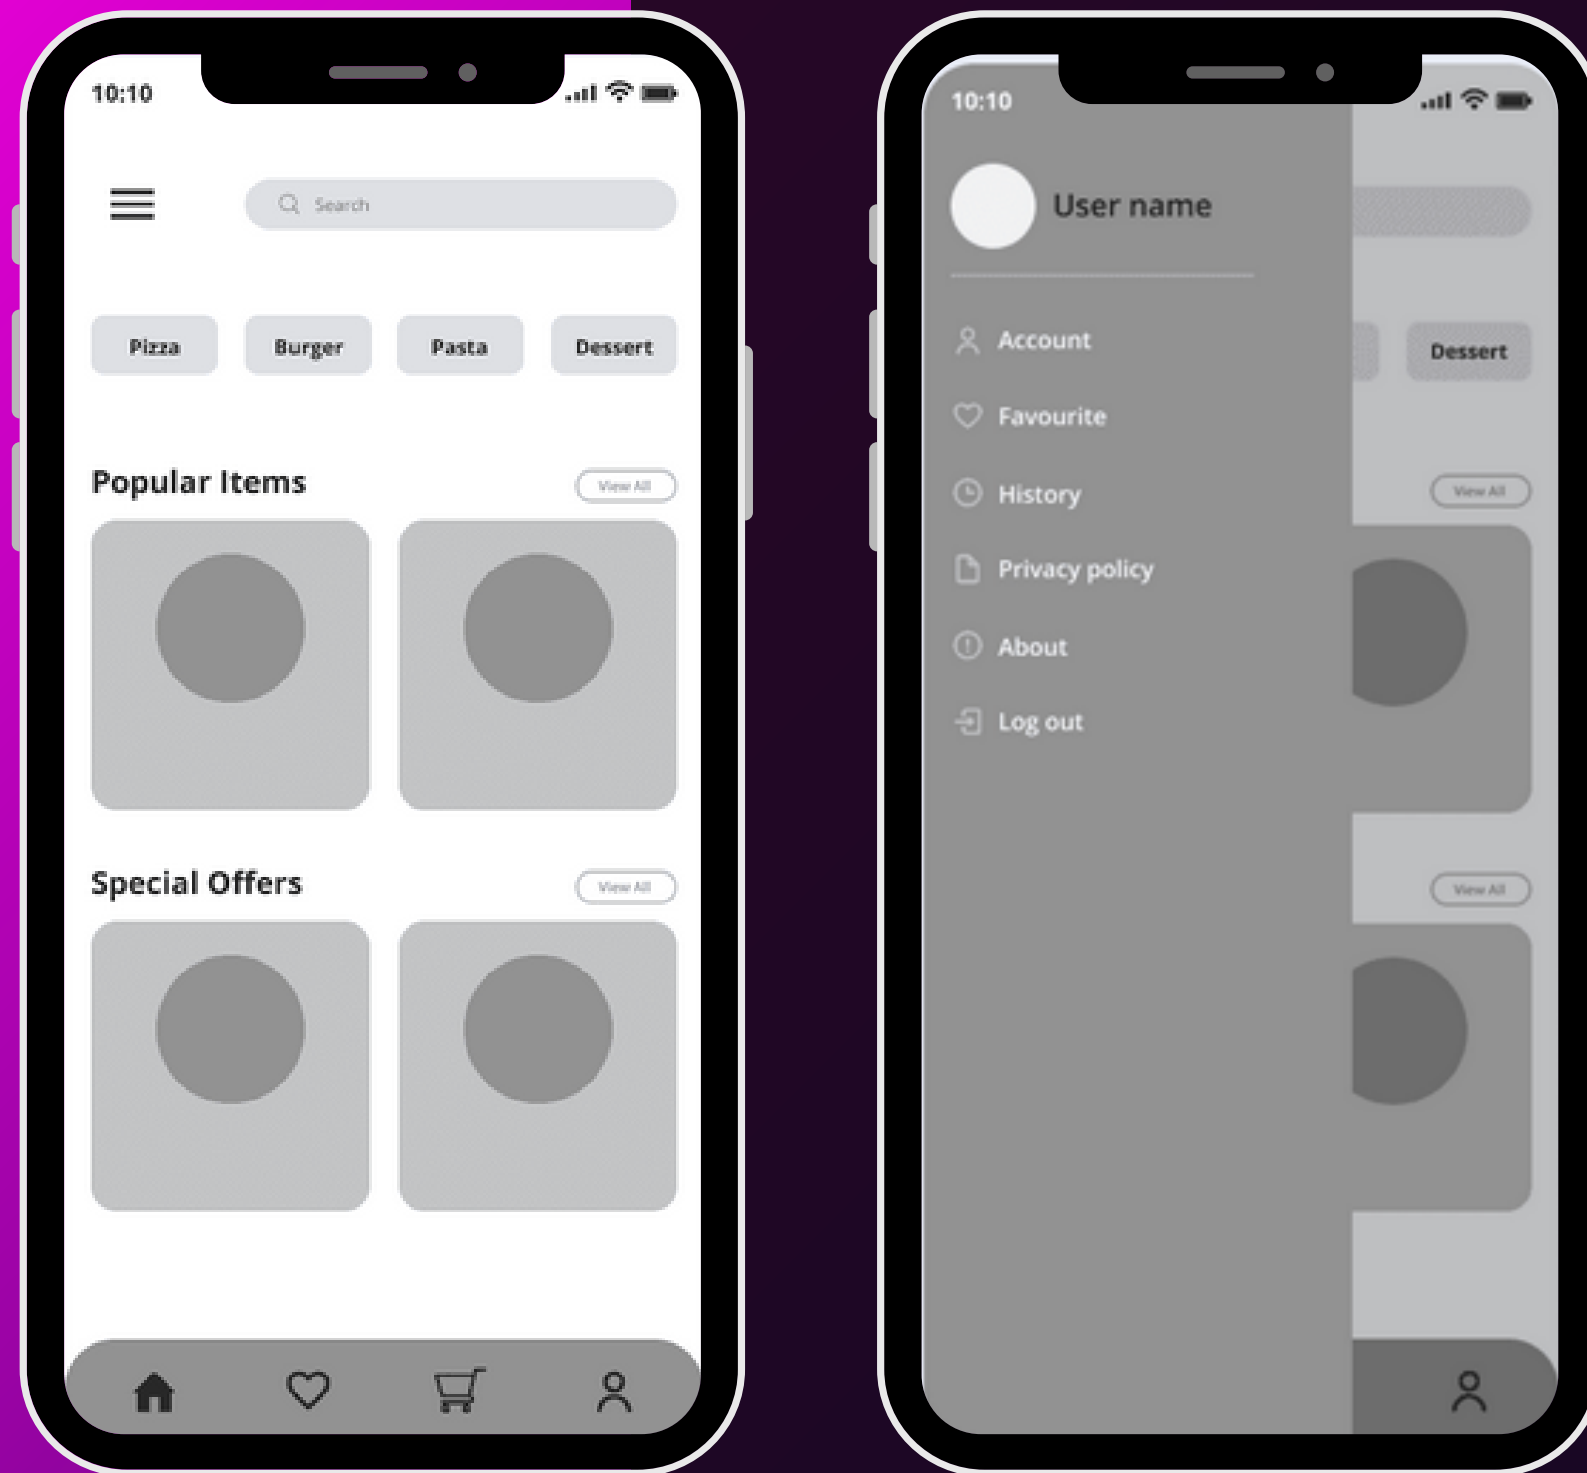 10:10
Search
Pizza Burger Pasta Dessert
Popular Items View All
Special Offers View All
10:10
User name
Account
Favourite
History
Privacy policy
About
Log out
Dessert
View All
View All